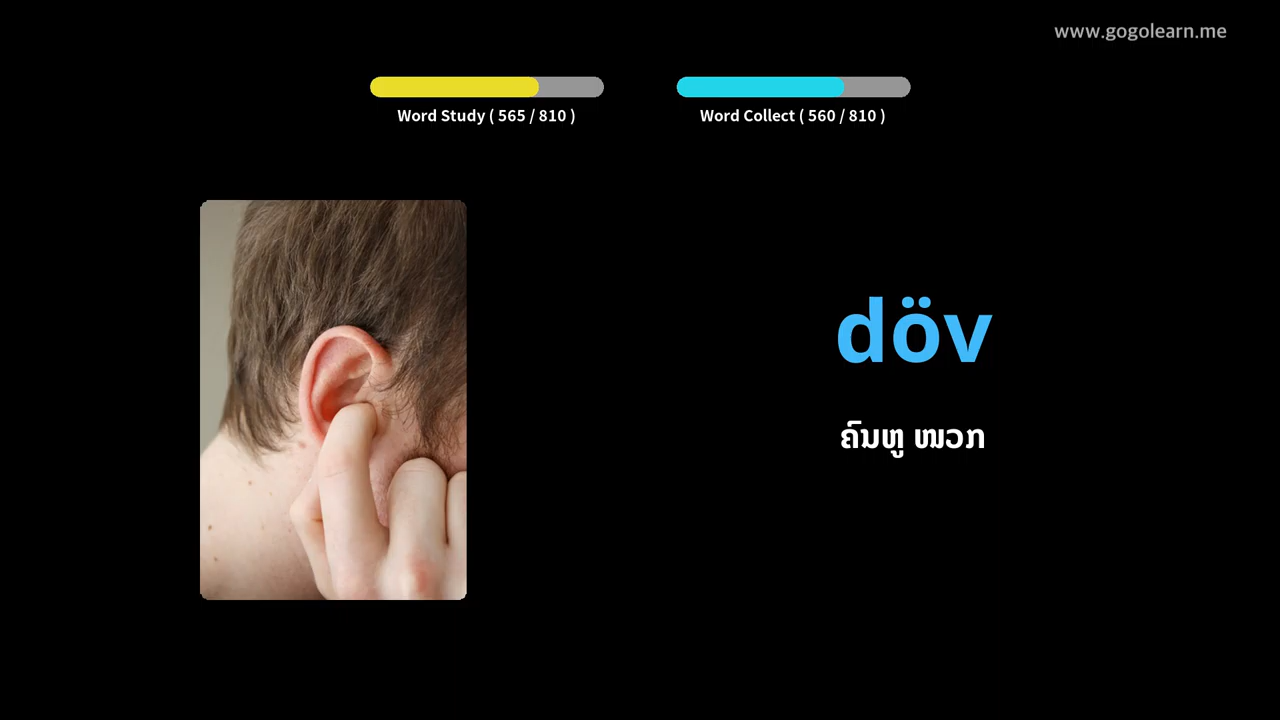 www.gogolearn.me
Word Study ( 565 / 810 )
Word Collect ( 560 / 810 )
döv
ຄົນຫູ ໜວກ